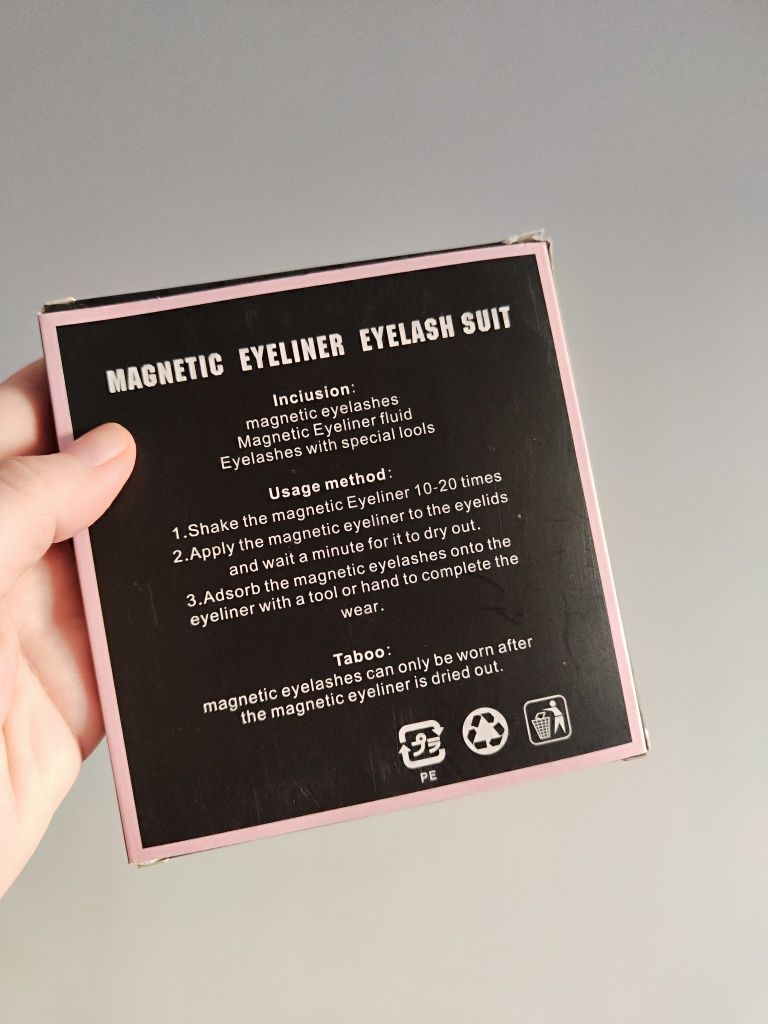 MAGNETIC EYELINER EYELASH SUIT
Inclusion:
magnetic eyelashes
Magnetic Eyeliner fluid
Eyelashes with special lools
Usage method:
1.Shake the magnetic Eyeliner 10-20 times
2.Apply the magnetic eyeliner to the eyelids
and wait a minute for it to dry out.
3.Adsorb the magnetic eyelashes onto the
eyeliner with a tool or hand to complete the
wear.
Taboo:
magnetic eyelashes can only be worn after
the magnetic eyeliner is dried out.
プラ
PE